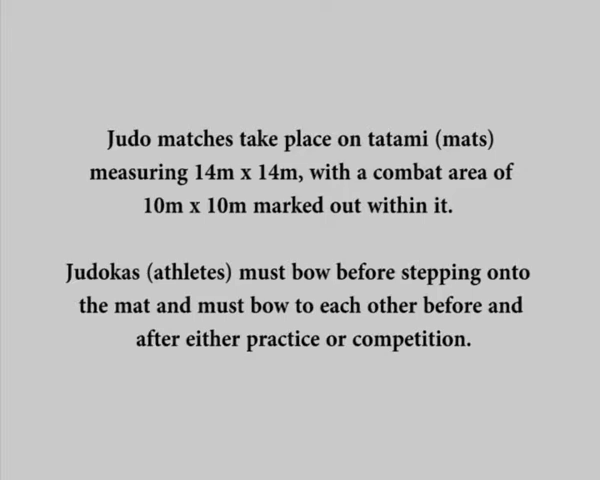 Judo matches take place on tatami (mats)
measuring 14m x 14m, with a combat area of
10m x 10m marked out within it.
Judokas (athletes) must bow before stepping onto
the mat and must bow to each other before and
after either practice or competition.